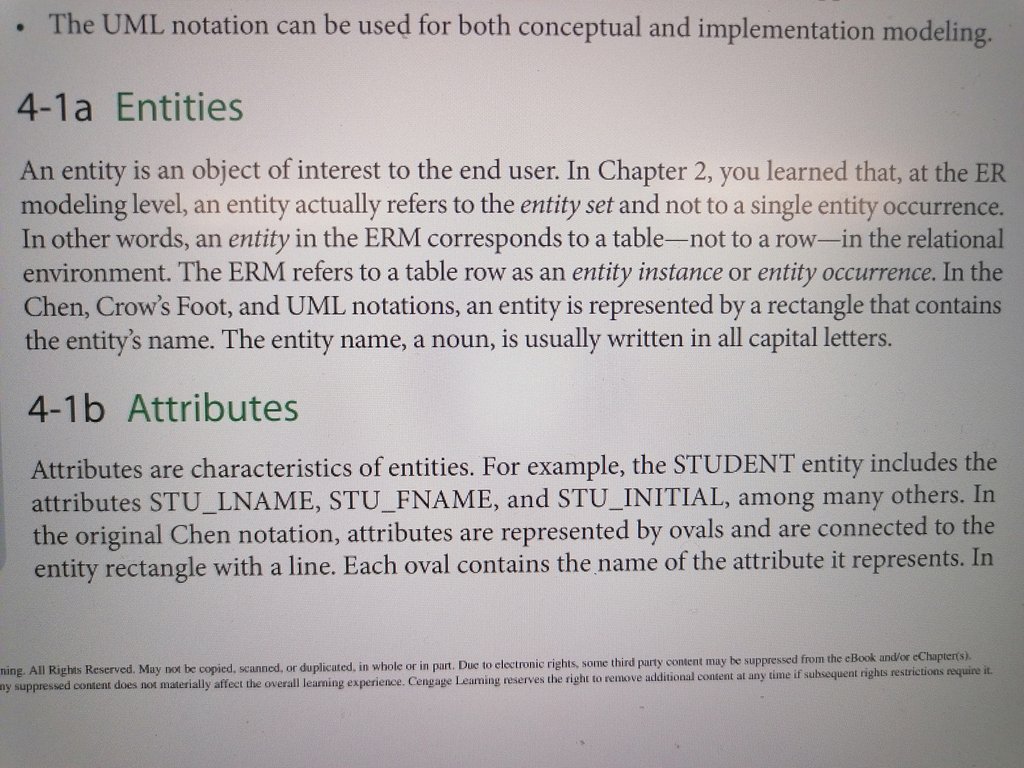 • The UML notation can be used for both conceptual and implementation modeling.
4-1a Entities
An entity is an object of interest to the end user. In Chapter 2, you learned that, at the ER
modeling level, an entity actually refers to the entity set and not to a single entity occurrence.
In other words, an entity in the ERM corresponds to a table—not to a row—in the relational
environment. The ERM refers to a table row as an entity instance or entity occurrence. In the
Chen, Crow's Foot, and UML notations, an entity is represented by a rectangle that contains
the entity's name. The entity name, a noun, is usually written in all capital letters.
4-1b Attributes
Attributes are characteristics of entities. For example, the STUDENT entity includes the
attributes STU_LNAME, STU_FNAME, and STU_INITIAL, among many others. In
the original Chen notation, attributes are represented by ovals and are connected to the
entity rectangle with a line. Each oval contains the name of the attribute it represents. In
ning. All Rights Reserved. May not be copied, scanned, or duplicated, in whole or in part. Due to electronic rights, some third party content may be suppressed from the eBook and/or eChapter(s).
ny suppressed content does not materially affect the overall learning experience. Cengage Learning reserves the right to remove additional content at any time if subsequent rights restrictions require it.